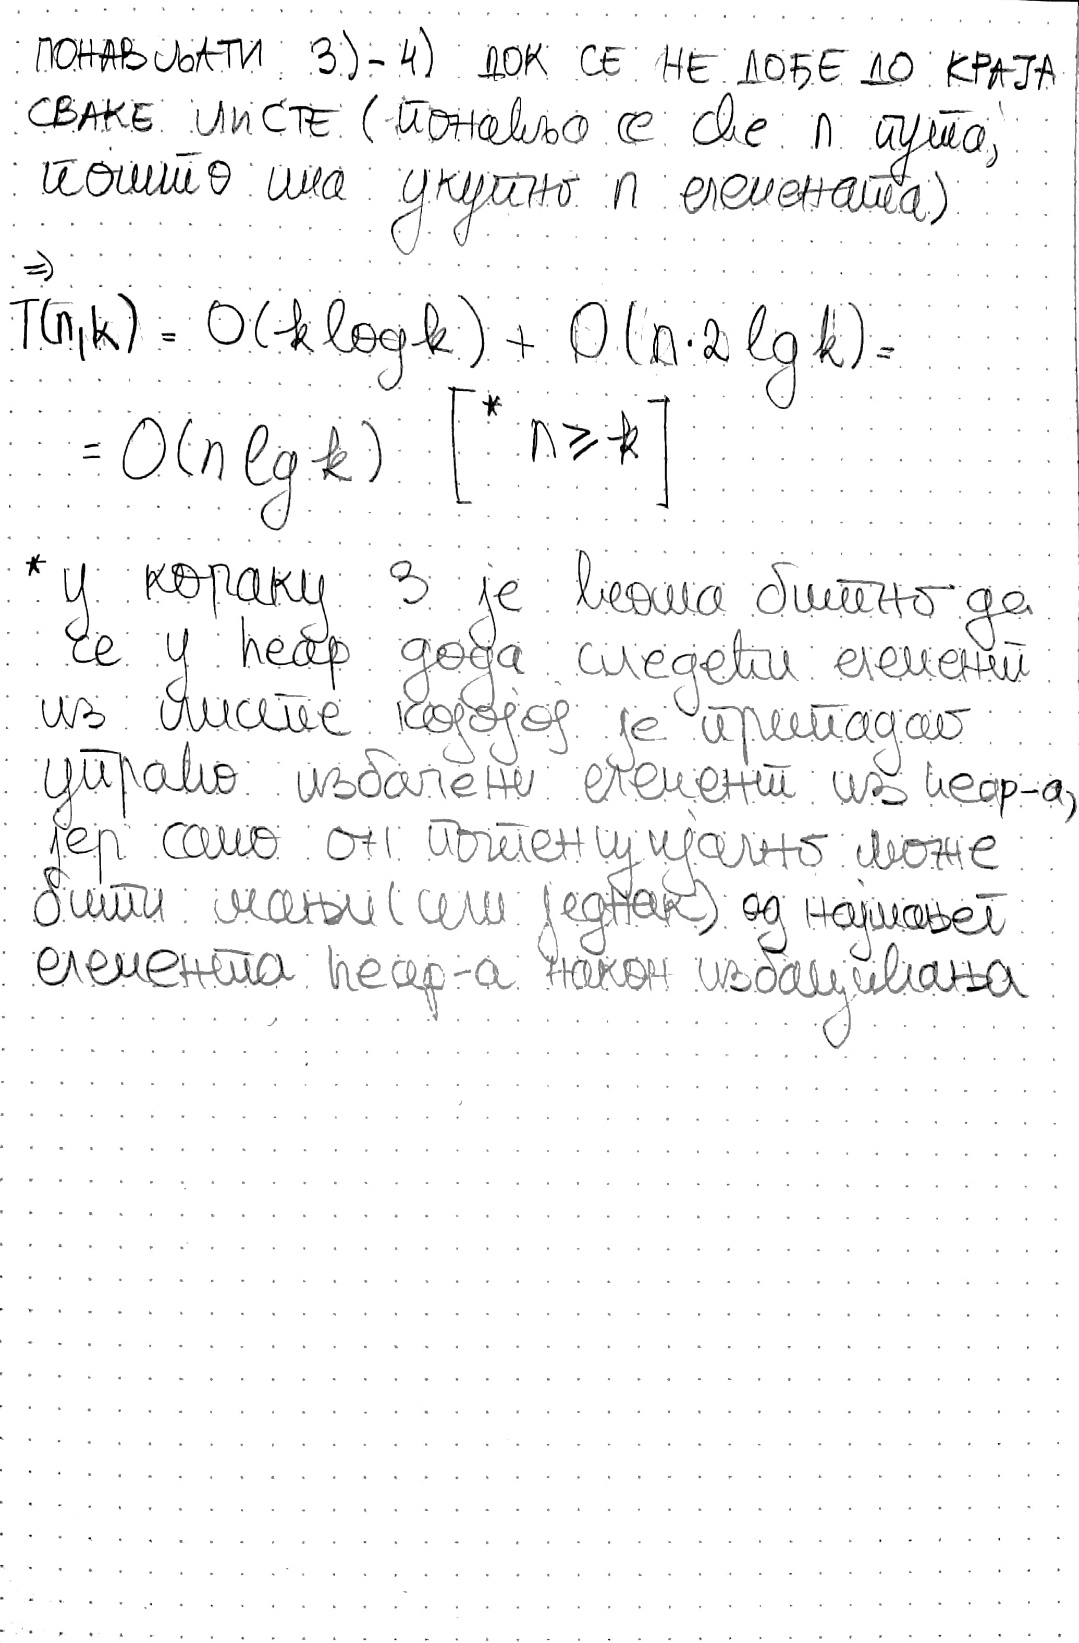 ПОНАВЉАТИ 3)-4) ДОК СЕ НЕ ДОЂЕ ДО КРАЈА
СВАКЕ ЛИСТЕ (понавља се све n пута,
пошто има укупно n елемената)
⇒
T(n,k) = O(k log k) + O(n·2 lg k) =
= O(n lg k) [* n ≥ k]
* у кораку 3 је веома битно да
се у heap дода следећи елемент
из листе којој је припадао
управо избачени елемент из heap-а,
јер само он потенцијално може
бити мањи (или једнак) од најмањег
елемента heap-а након избацивања